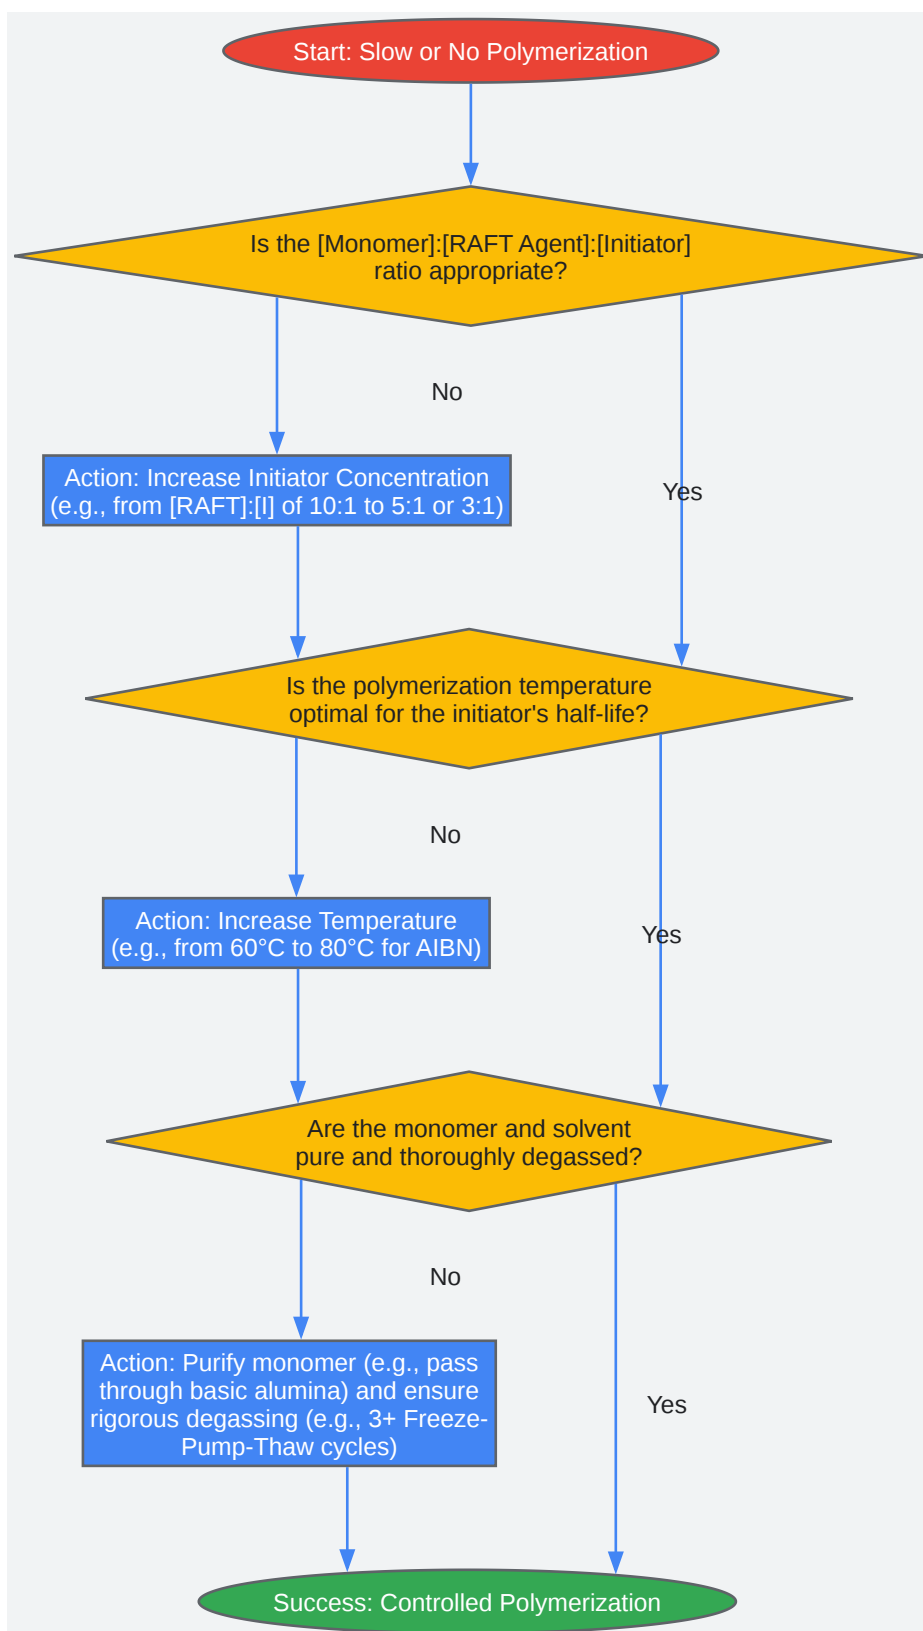 Start: Slow or No Polymerization
Is the [Monomer]:[RAFT Agent]:[Initiator]
ratio appropriate?
No
Action: Increase Initiator Concentration
(e.g., from [RAFT]:[I] of 10:1 to 5:1 or 3:1)
Yes
Is the polymerization temperature
optimal for the initiator's half-life?
No
Action: Increase Temperature
(e.g., from 60°C to 80°C for AIBN)
Yes
Are the monomer and solvent
pure and thoroughly degassed?
No
Action: Purify monomer (e.g., pass
through basic alumina) and ensure
rigorous degassing (e.g., 3+ Freeze-
Pump-Thaw cycles)
Yes
Success: Controlled Polymerization